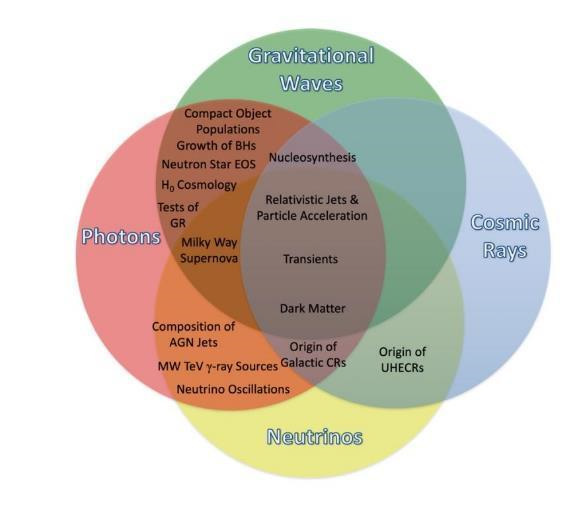 Gravitational
Waves
Compact Object
Populations
Growth of BHs
Nucleosynthesis
Neutron Star EOS
H₀ Cosmology
Relativistic Jets &
Particle Acceleration
Tests of
GR
Photons
Cosmic
Rays
Milky Way
Supernova
Transients
Dark Matter
Composition of
AGN Jets
Origin of
Galactic CRs
Origin of
UHECRs
MW TeV γ-ray Sources
Neutrino Oscillations
Neutrinos